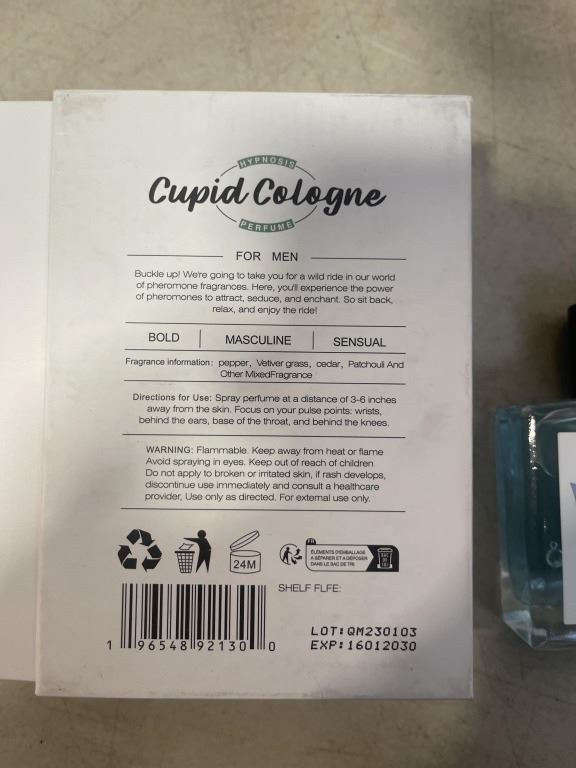 HYPNOSIS
Cupid Cologne
PERFUME
FOR MEN
Buckle up! We're going to take you for a wild ride in our world
of pheromone fragrances. Here, you'll experience the power
of pheromones to attract, seduce, and enchant. So sit back,
relax, and enjoy the ride!
BOLD | MASCULINE | SENSUAL
Fragrance information: pepper, Vetiver grass, cedar, Patchouli And
Other MixedFragrance
Directions for Use: Spray perfume at a distance of 3-6 inches
away from the skin. Focus on your pulse points: wrists,
behind the ears, base of the throat, and behind the knees.
WARNING: Flammable. Keep away from heat or flame
Avoid spraying in eyes. Keep out of reach of children
Do not apply to broken or irritated skin, if rash develops,
discontinue use immediately and consult a healthcare
provider, Use only as directed. For external use only.
24M
FR
ÉLÉMENTS D'EMBALLAGE
A SÉPARER ET A DÉPOSER
DANS LE BAC DE TRI
BAC DE TRI
SHELF FLFE:
1 96548 92130 0
LOT:QM230103
EXP:16012030